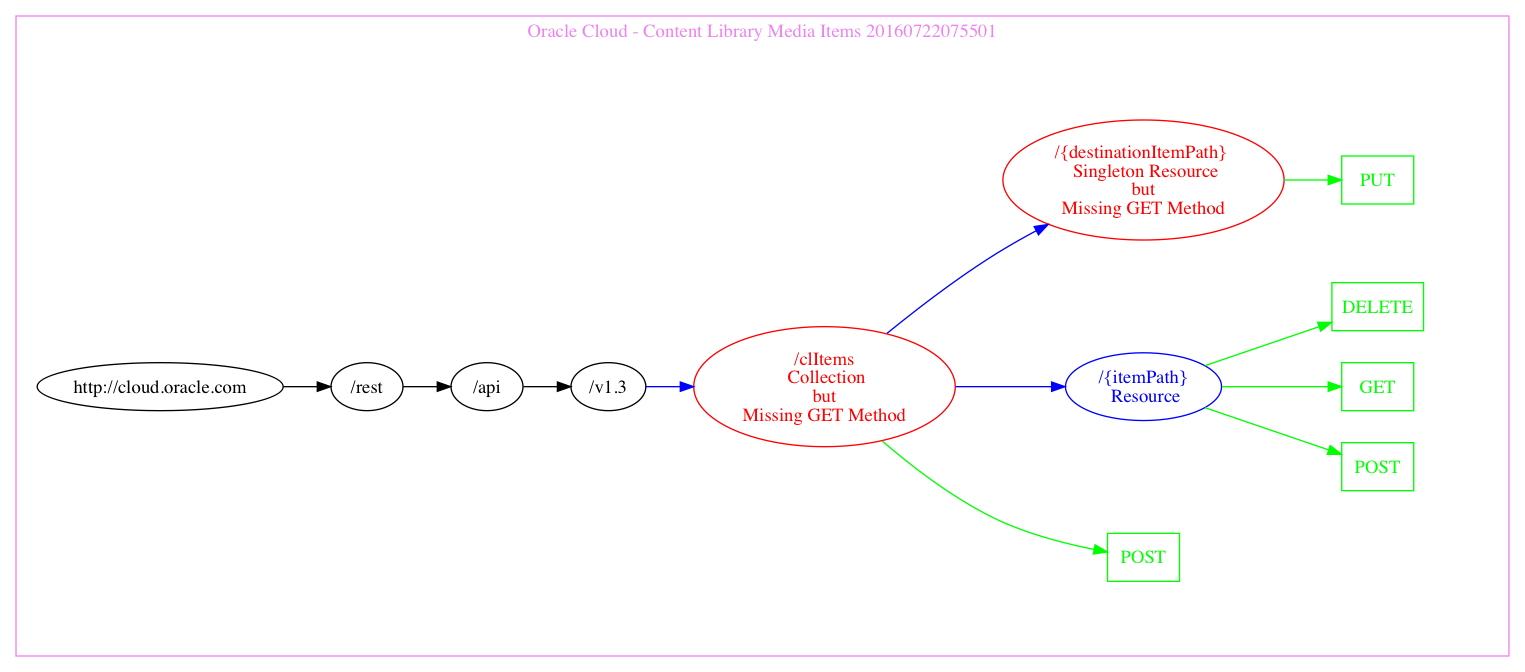 Oracle Cloud - Content Library Media Items 20160722075501
http://cloud.oracle.com
/rest
/api
/v1.3
/clItems
Collection
but
Missing GET Method
/{destinationItemPath}
Singleton Resource
but
Missing GET Method
PUT
/{itemPath}
Resource
DELETE
GET
POST
POST